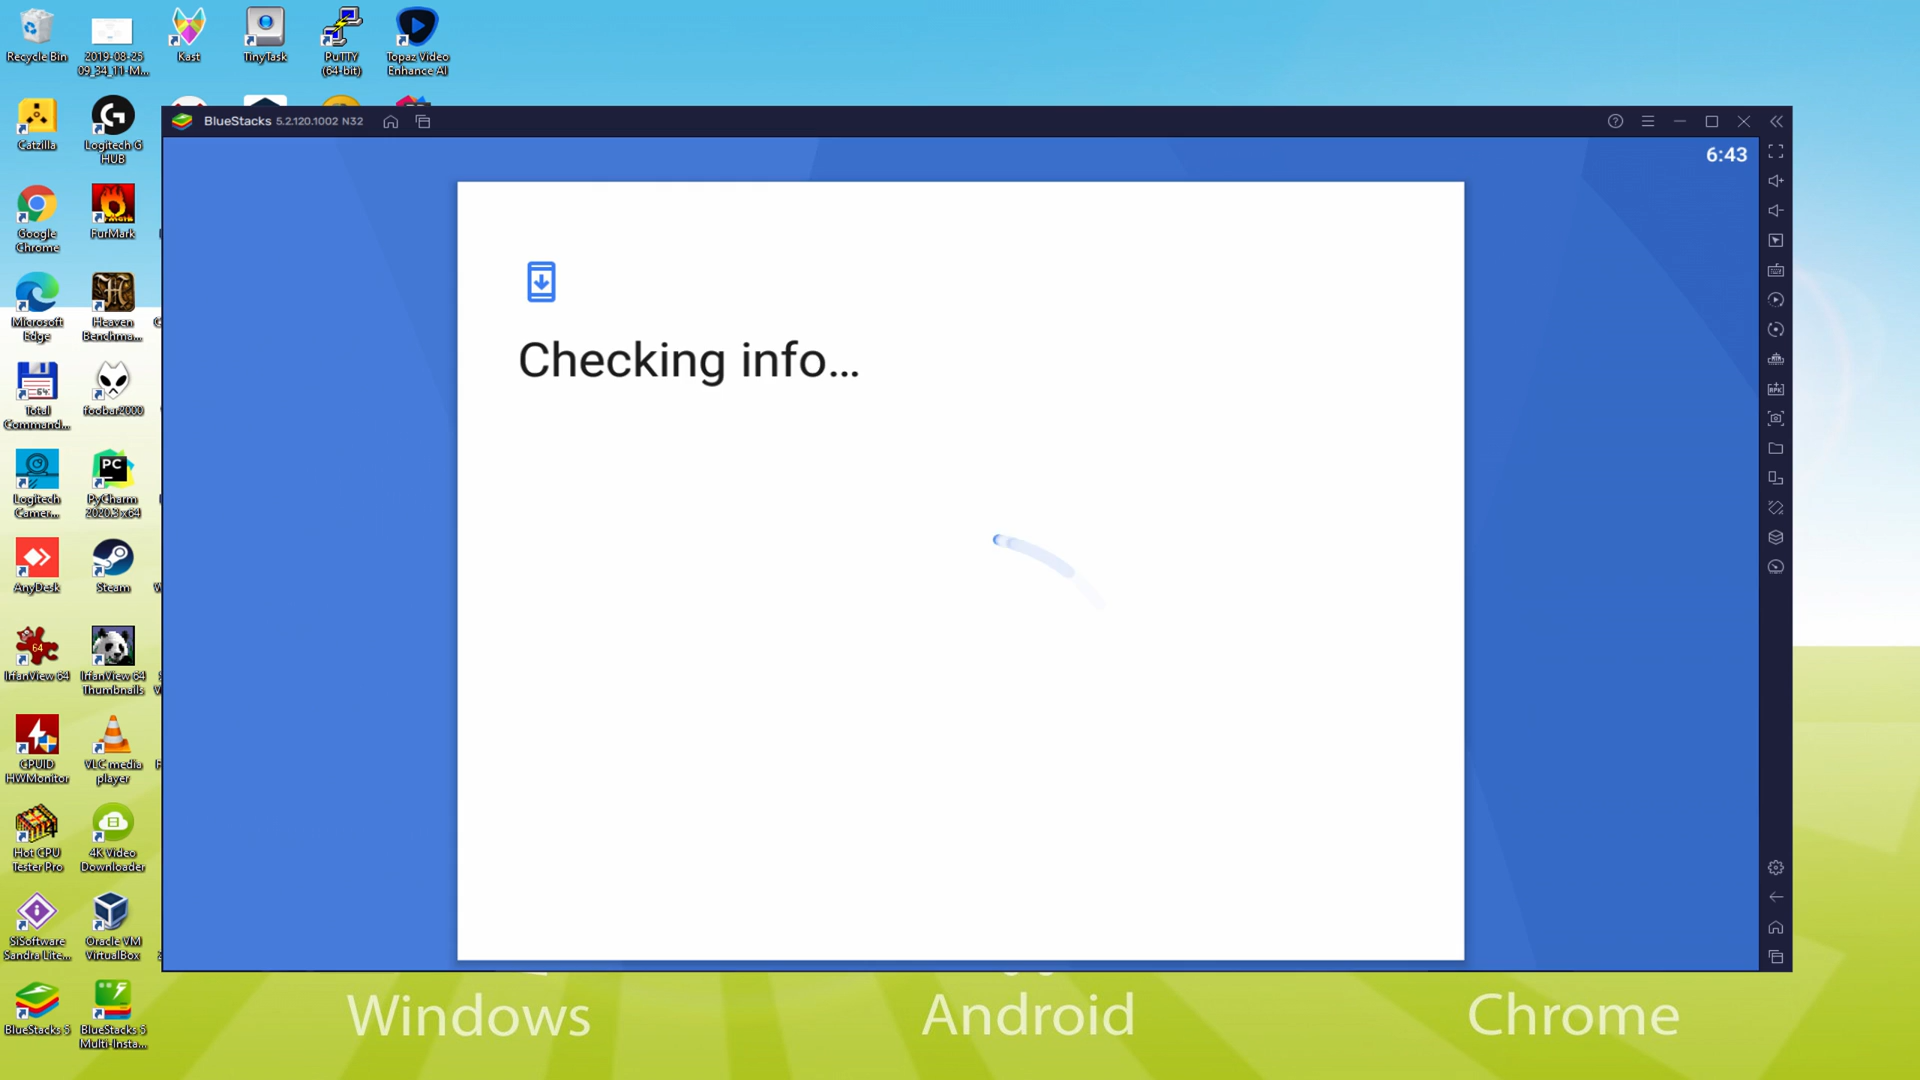 Recycle Bin
2019-08-25
09_34_11-M...
Kast
TinyTask
PuTTY
(64-bit)
Topaz Video
Enhance AI
Catzilla
Logitech G
HUB
BlueStacks 5.2.120.1002 N32
6:43
Google
Chrome
FurMark
Checking info...
Microsoft
Edge
Heaven
Benchma...
Total
Command...
foobar2000
Logitech
Camer...
PC
PyCharm
2020.3 x64
AnyDesk
Steam
64
IrfanView 64
IrfanView 64
Thumbnails
CPUID
HWMonitor
VLC media
player
Hot CPU
Tester Pro
4K Video
Downloader
SiSoftware
Sandra Lite...
Oracle VM
VirtualBox
BlueStacks 5
BlueStacks 5
Multi-Insta...
Windows
Android
Chrome